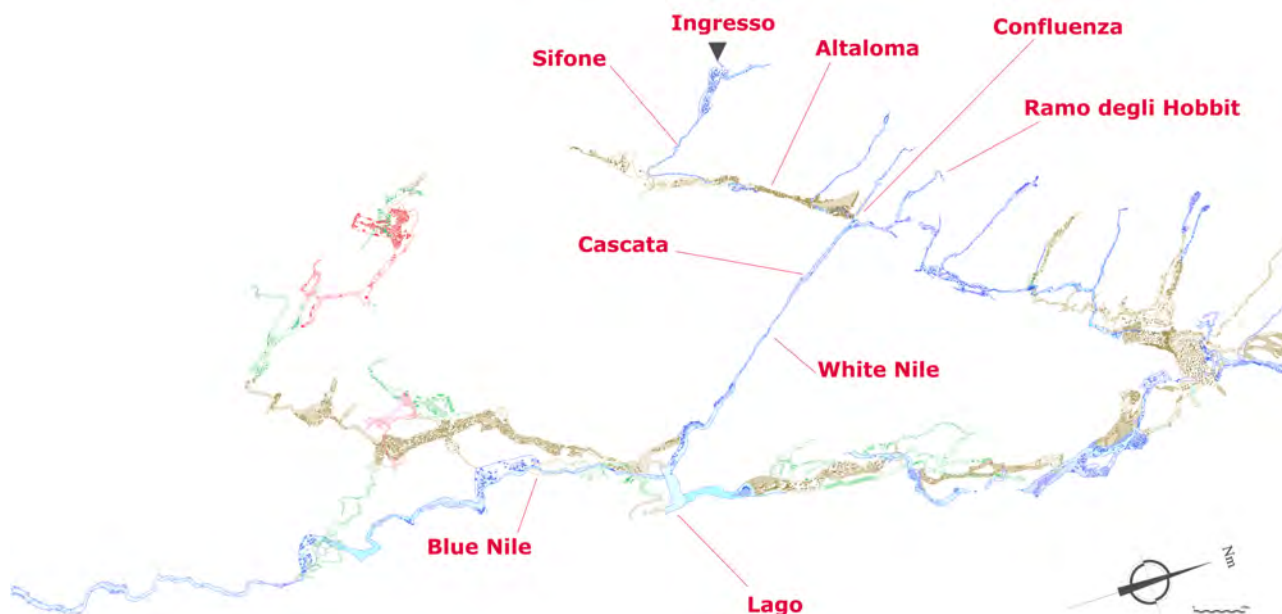 Ingresso
Confluenza
Sifone
Altaloma
Ramo degli Hobbit
Cascata
White Nile
Blue Nile
Nm
Lago